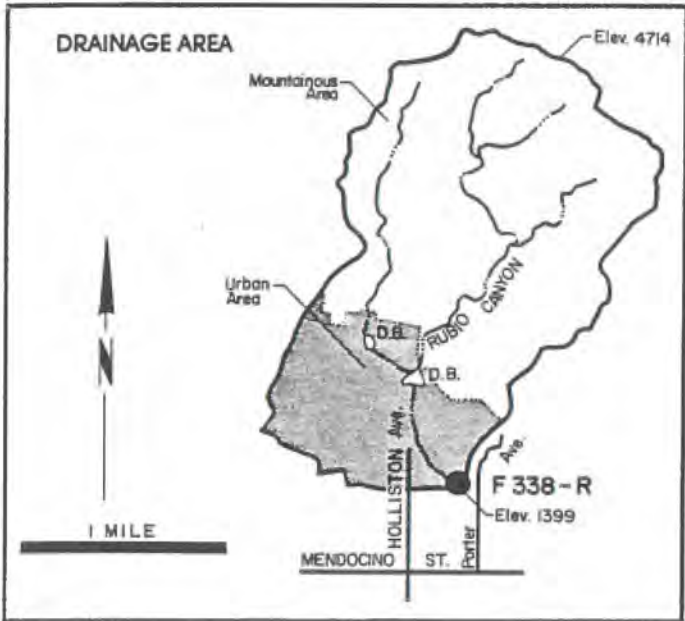 DRAINAGE AREA
Elev. 4714
Mountainous
Area
Urban
Area
RUBIO CANYON
D.B.
D.B.
N
HOLLISTON Ave.
Ave.
F 338-R
Elev. 1399
1 MILE
Porter
MENDOCINO ST.